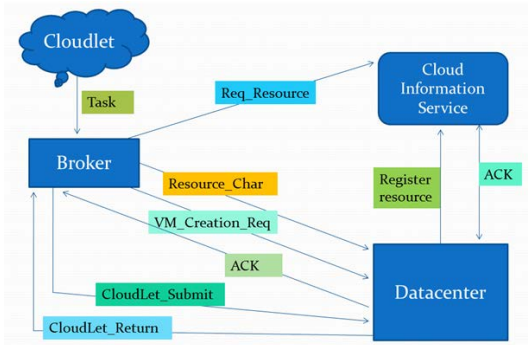 Cloudlet
Task
Req_Resource
Cloud
Information
Service
Broker
Resource_Char
Register
resource
ACK
VM_Creation_Req
ACK
CloudLet_Submit
Datacenter
CloudLet_Return